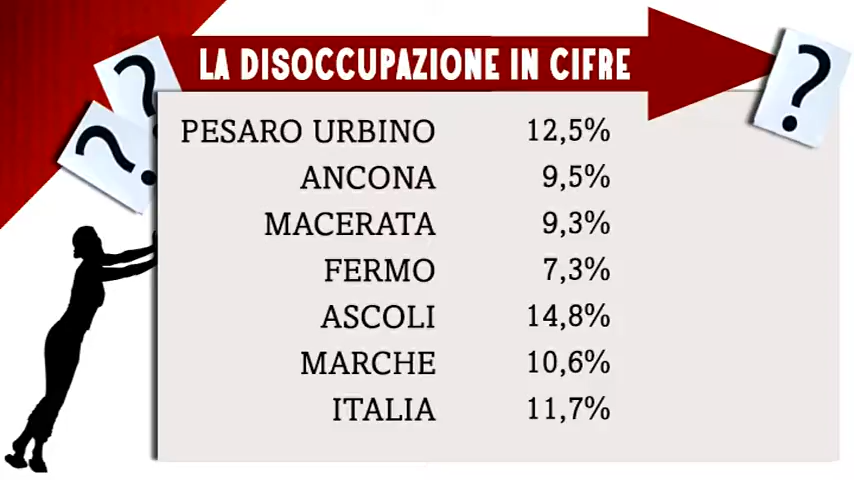 LA DISOCCUPAZIONE IN CIFRE
? ? ?
PESARO URBINO 12,5%
ANCONA 9,5%
MACERATA 9,3%
FERMO 7,3%
ASCOLI 14,8%
MARCHE 10,6%
ITALIA 11,7%